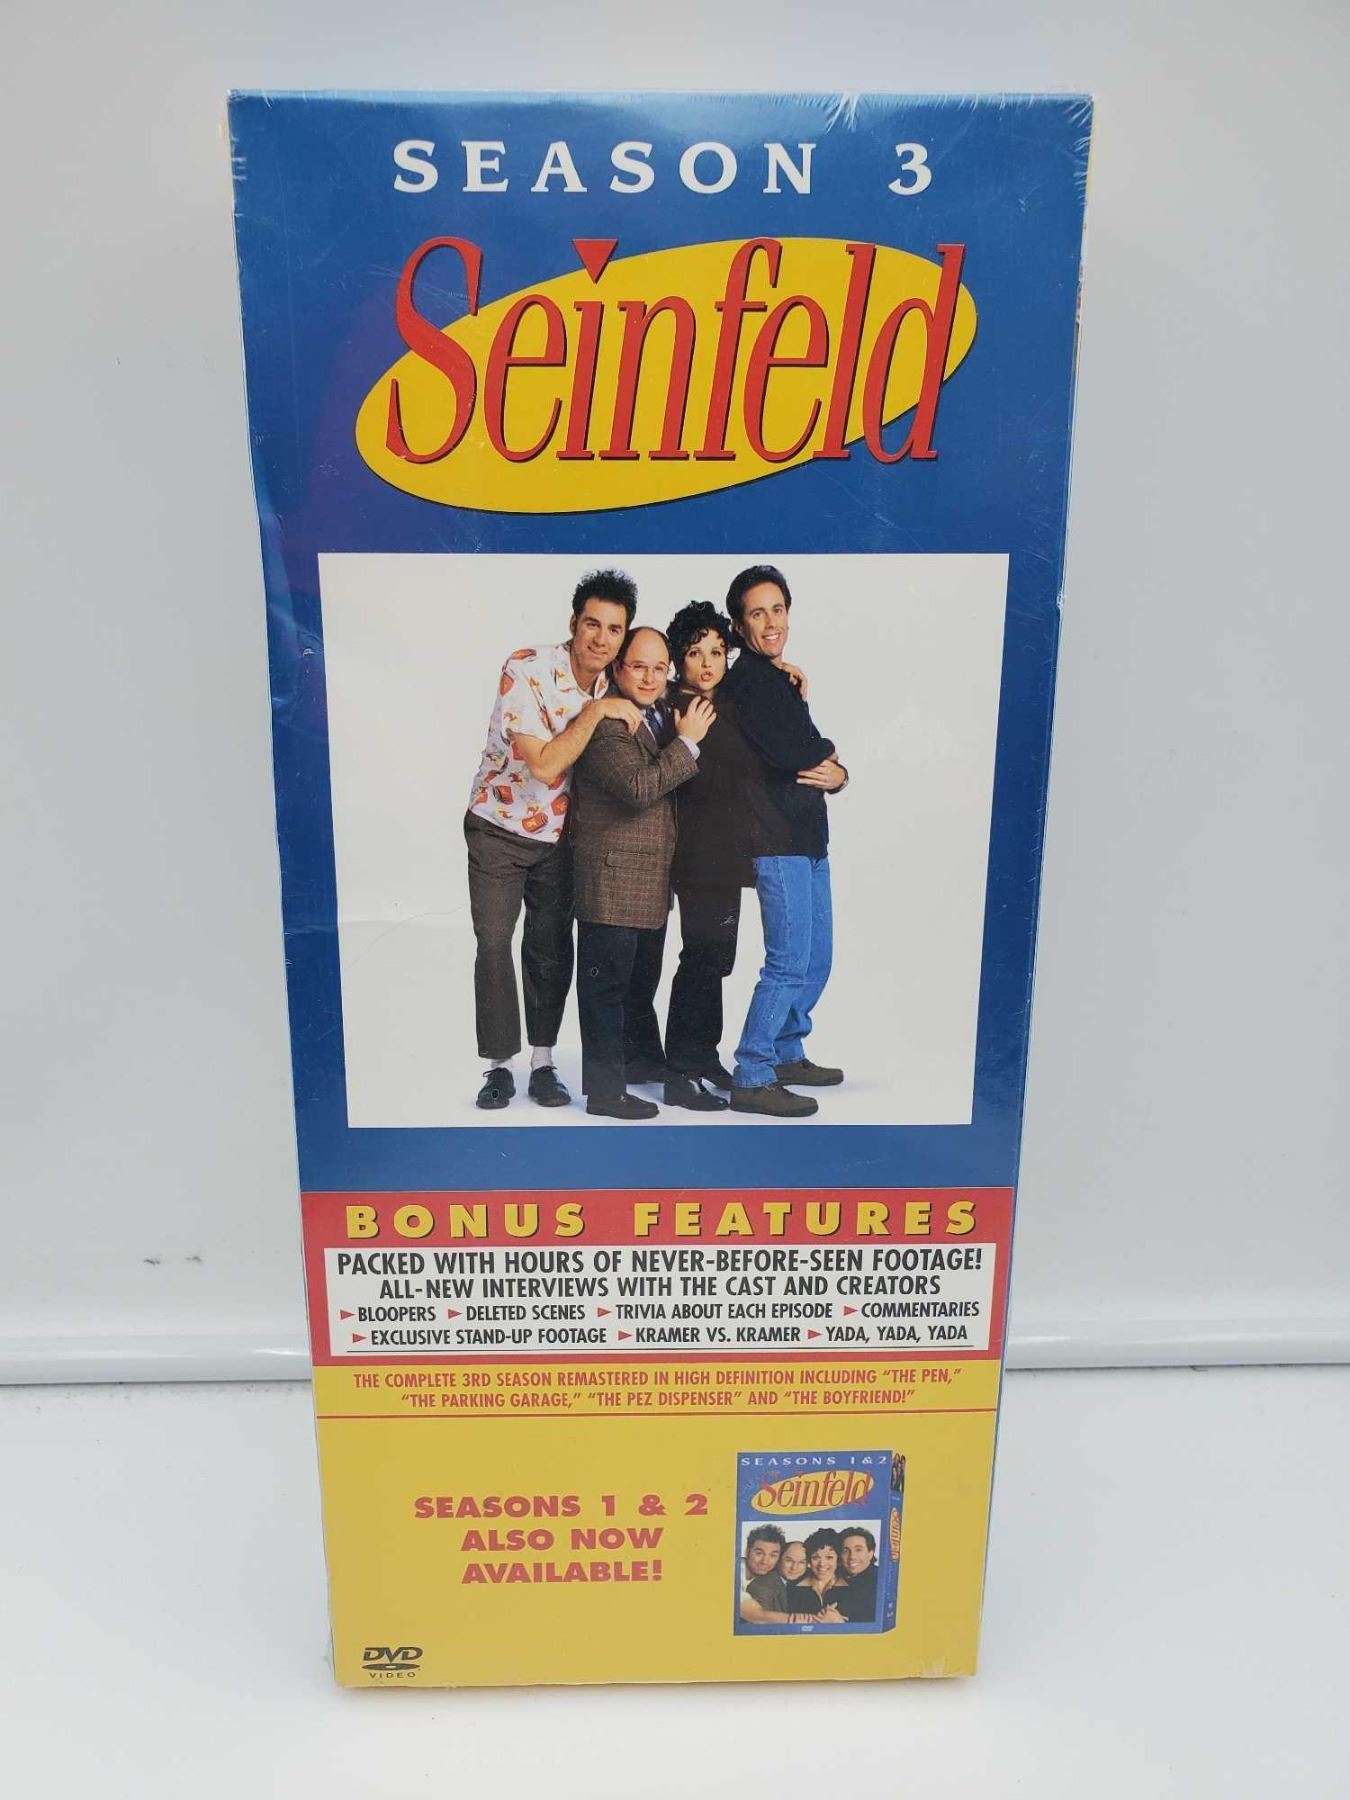 SEASON 3
Seinfeld
BONUS FEATURES
PACKED WITH HOURS OF NEVER-BEFORE-SEEN FOOTAGE!
ALL-NEW INTERVIEWS WITH THE CAST AND CREATORS
BLOOPERS DELETED SCENES TRIVIA ABOUT EACH EPISODE COMMENTARIES
EXCLUSIVE STAND-UP FOOTAGE KRAMER VS. KRAMER YADA, YADA, YADA
THE COMPLETE 3RD SEASON REMASTERED IN HIGH DEFINITION INCLUDING "THE PEN,"
"THE PARKING GARAGE," "THE PEZ DISPENSER" AND "THE BOYFRIEND!"
SEASONS 1 & 2
ALSO NOW
AVAILABLE!
SEASONS 1 & 2
Seinfeld
DVD
VIDEO